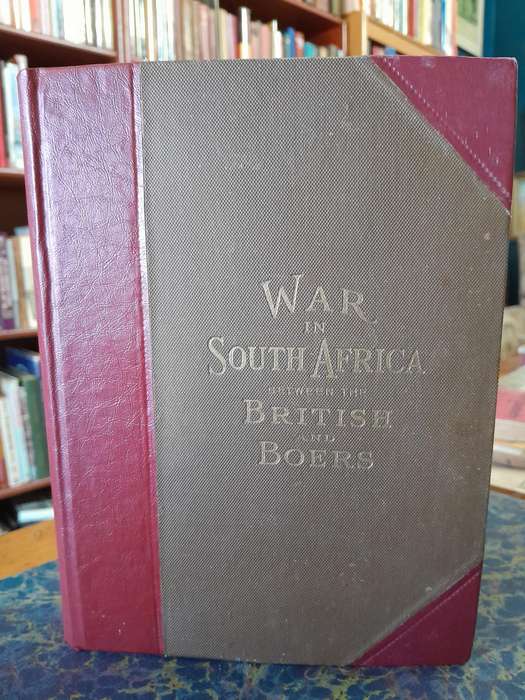 WAR
IN
SOUTH AFRICA
BETWEEN THE
BRITISH
AND
BOERS